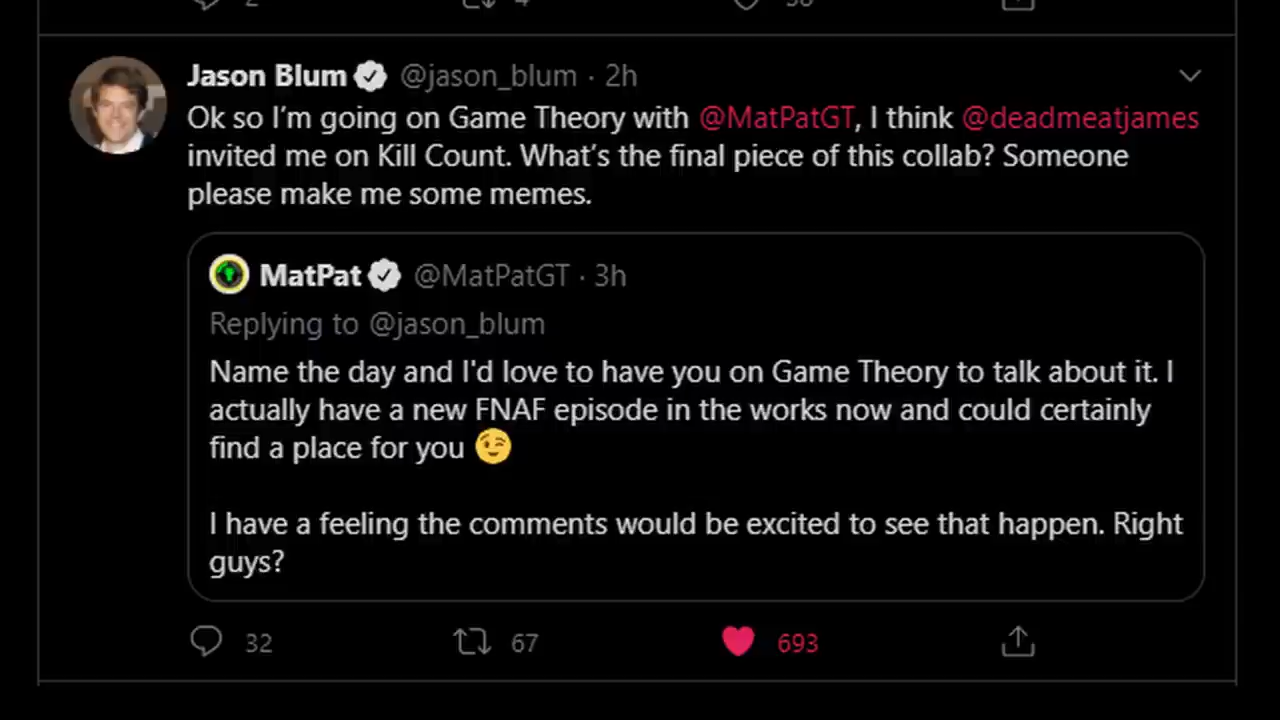 2 4 38
Jason Blum @jason_blum · 2h
Ok so I’m going on Game Theory with @MatPatGT, I think @deadmeatjames
invited me on Kill Count. What’s the final piece of this collab? Someone
please make me some memes.
MatPat @MatPatGT · 3h
Replying to @jason_blum
Name the day and I'd love to have you on Game Theory to talk about it. I
actually have a new FNAF episode in the works now and could certainly
find a place for you 😉
I have a feeling the comments would be excited to see that happen. Right
guys?
32 67 693